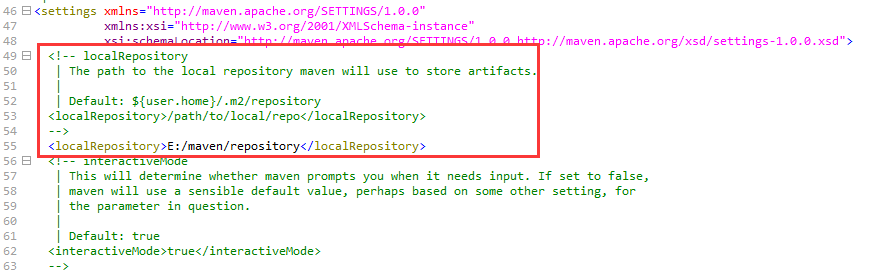 46 <settings xmlns="http://maven.apache.org/SETTINGS/1.0.0"
47 xmlns:xsi="http://www.w3.org/2001/XMLSchema-instance"
48 xsi:schemaLocation="http://maven.apache.org/SETTINGS/1.0.0 http://maven.apache.org/xsd/settings-1.0.0.xsd">
49 <!-- localRepository
50 | The path to the local repository maven will use to store artifacts.
51 |
52 | Default: ${user.home}/.m2/repository
53 <localRepository>/path/to/local/repo</localRepository>
54 -->
55 <localRepository>E:/maven/repository</localRepository>
56 <!-- interactiveMode
57 | This will determine whether maven prompts you when it needs input. If set to false,
58 | maven will use a sensible default value, perhaps based on some other setting, for
59 | the parameter in question.
60 |
61 | Default: true
62 <interactiveMode>true</interactiveMode>
63 -->